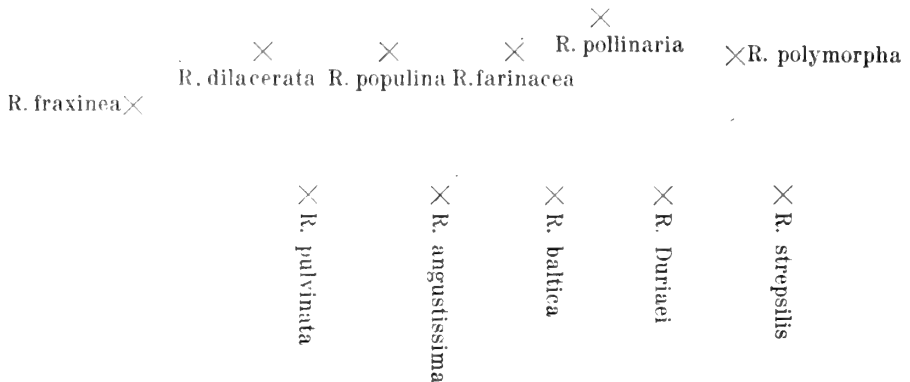 R. pollinaria
R. polymorpha
R. dilacerata
R. populina
R. farinacea
R. fraxinea
R. pulvinata
R. angustissima
R. baltica
R. Duriaei
R. strepsilis